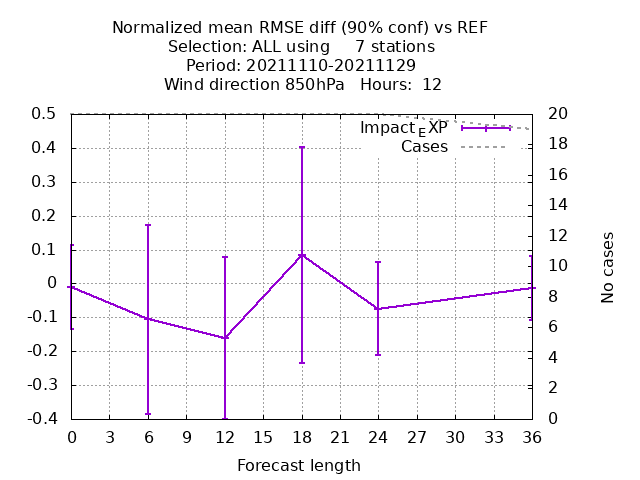 Normalized mean RMSE diff (90% conf) vs REF
Selection: ALL using     7 stations
Period: 20211110-20211129
Wind direction 850hPa   Hours:  12
0.5
0.4
0.3
0.2
0.1
0
-0.1
-0.2
-0.3
-0.4
Impact_EXP
Cases
20
18
16
14
12
10
8
6
4
2
0
No cases
0 3 6 9 12 15 18 21 24 27 30 33 36
Forecast length